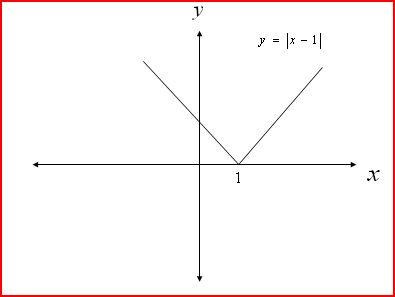 y
y = |x − 1|
x
1